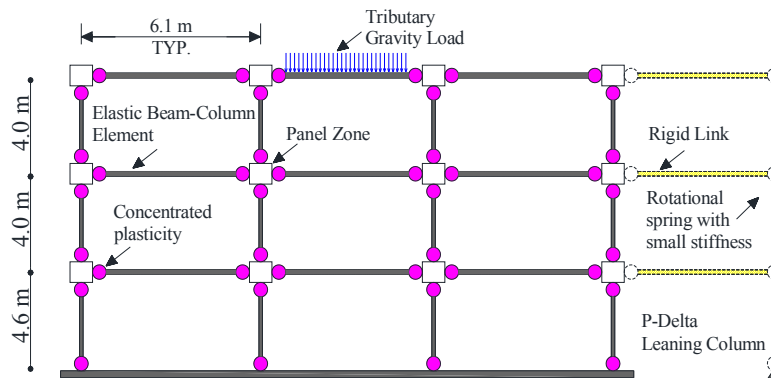 6.1 m
TYP.
Tributary
Gravity Load
4.0 m
Elastic Beam-Column
Element
Panel Zone
Rigid Link
4.0 m
Concentrated
plasticity
Rotational
spring with
small stiffness
4.6 m
P-Delta
Leaning Column